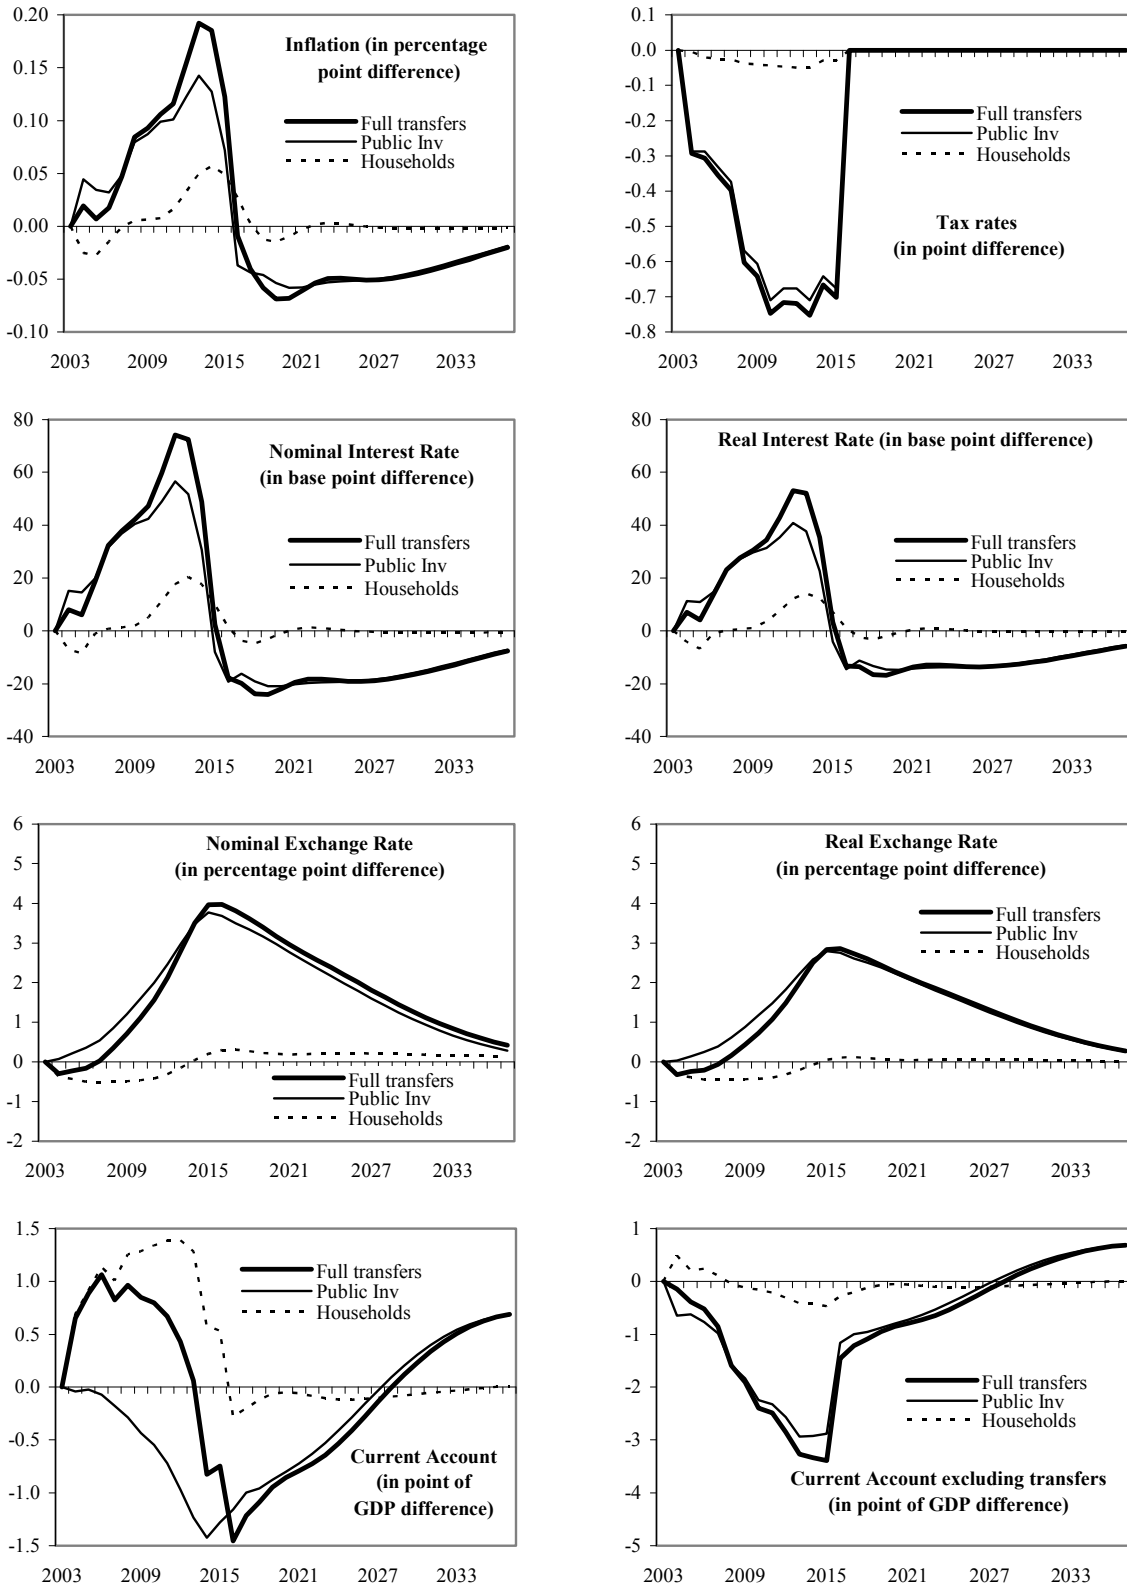 0.20
0.15
0.10
0.05
0.00
-0.05
-0.10
Inflation (in percentage
point difference)
Full transfers
Public Inv
Households
2003 2009 2015 2021 2027 2033
0.1
0.0
-0.1
-0.2
-0.3
-0.4
-0.5
-0.6
-0.7
-0.8
Full transfers
Public Inv
Households
Tax rates
(in point difference)
2003 2009 2015 2021 2027 2033
80
60
40
20
0
-20
-40
Nominal Interest Rate
(in base point difference)
Full transfers
Public Inv
Households
2003 2009 2015 2021 2027 2033
80
60
40
20
0
-20
-40
Real Interest Rate (in base point difference)
Full transfers
Public Inv
Households
2003 2009 2015 2021 2027 2033
6
5
4
3
2
1
0
-1
-2
Nominal Exchange Rate
(in percentage point difference)
Full transfers
Public Inv
Households
2003 2009 2015 2021 2027 2033
6
5
4
3
2
1
0
-1
-2
Real Exchange Rate
(in percentage point difference)
Full transfers
Public Inv
Households
2003 2009 2015 2021 2027 2033
1.5
1.0
0.5
0.0
-0.5
-1.0
-1.5
Full transfers
Public Inv
Households
Current Account
(in point of
GDP difference)
2003 2009 2015 2021 2027 2033
1
0
-1
-2
-3
-4
-5
Full transfers
Public Inv
Households
Current Account excluding transfers
(in point of GDP difference)
2003 2009 2015 2021 2027 2033